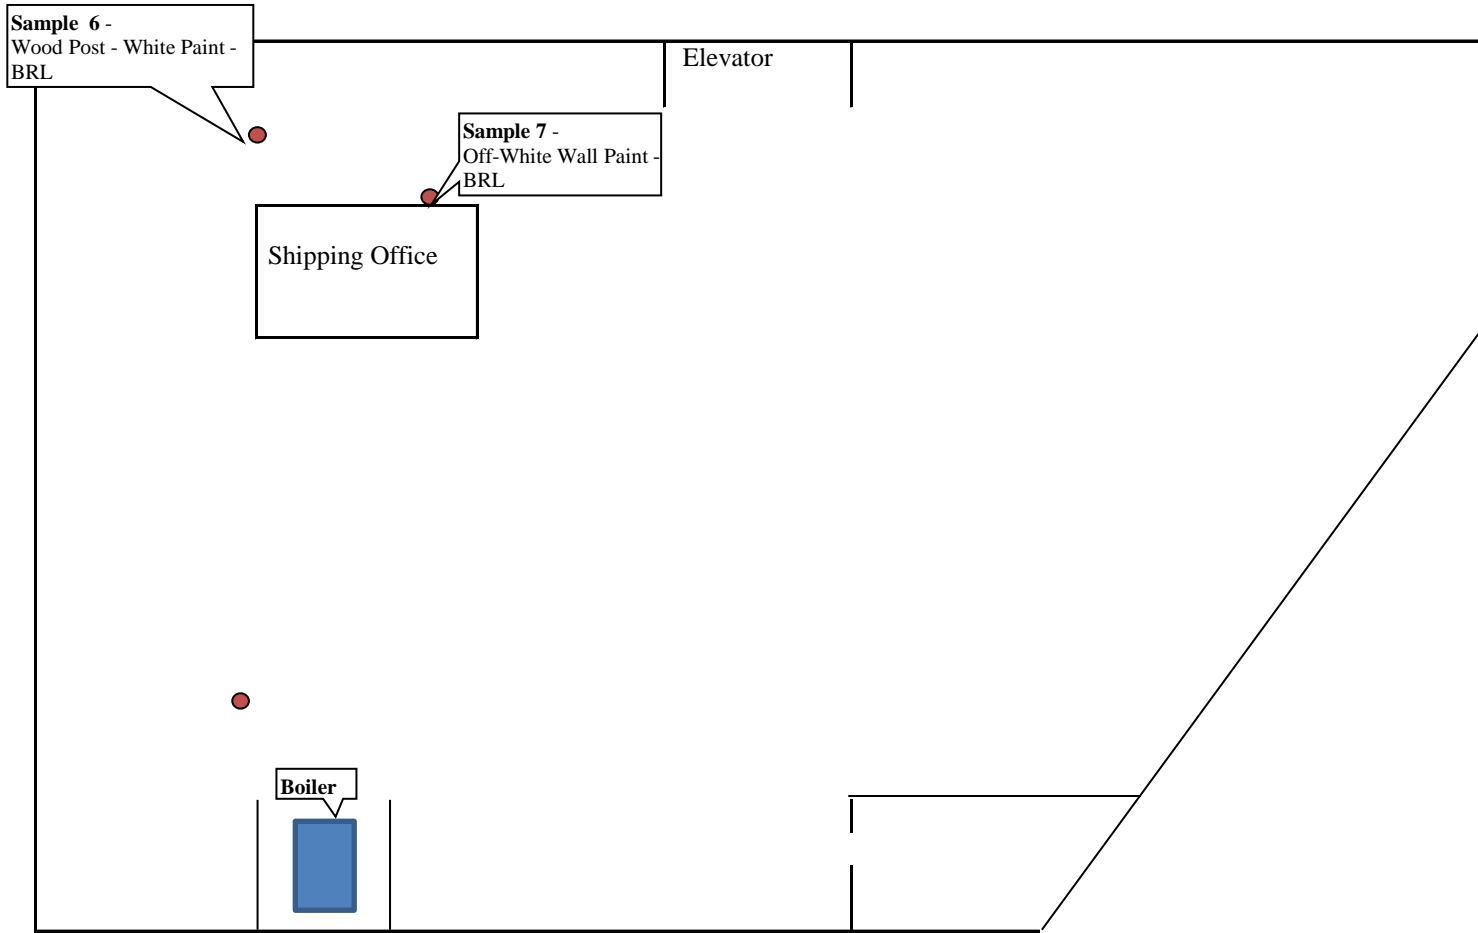 Sample  6 -
Wood Post - White Paint -
BRL
Elevator
Sample 7 -
Off-White Wall Paint -
BRL
Shipping Office
Boiler